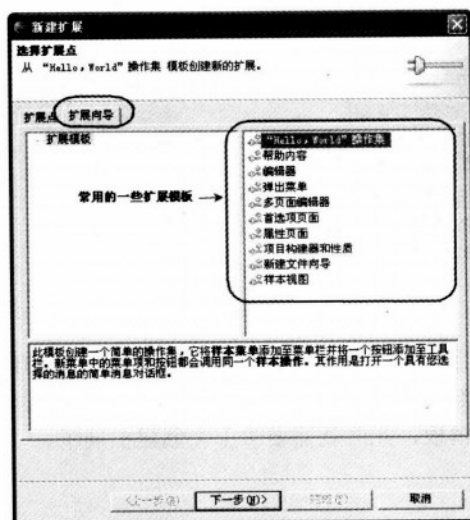 新建扩展
选择扩展点
从 “Hello，World”操作集 模板创建新的扩展。
扩展点 扩展向导
扩展模板
常用的一些扩展模板
“Hello，World”操作集
帮助内容
编辑器
弹出菜单
多页面编辑器
首选项页面
属性页面
项目构建器和性质
新建文件向导
样本视图
此模板创建一个简单的操作集，它将样本菜单添加至菜单栏并将一个按钮添加至工具
栏。新菜单中的菜单项和按钮都会调用同一个样本操作。其作用是打开一个具有您选
择的消息的简单消息对话框。
<上一步(B) 下一步(N)> 完成(F) 取消